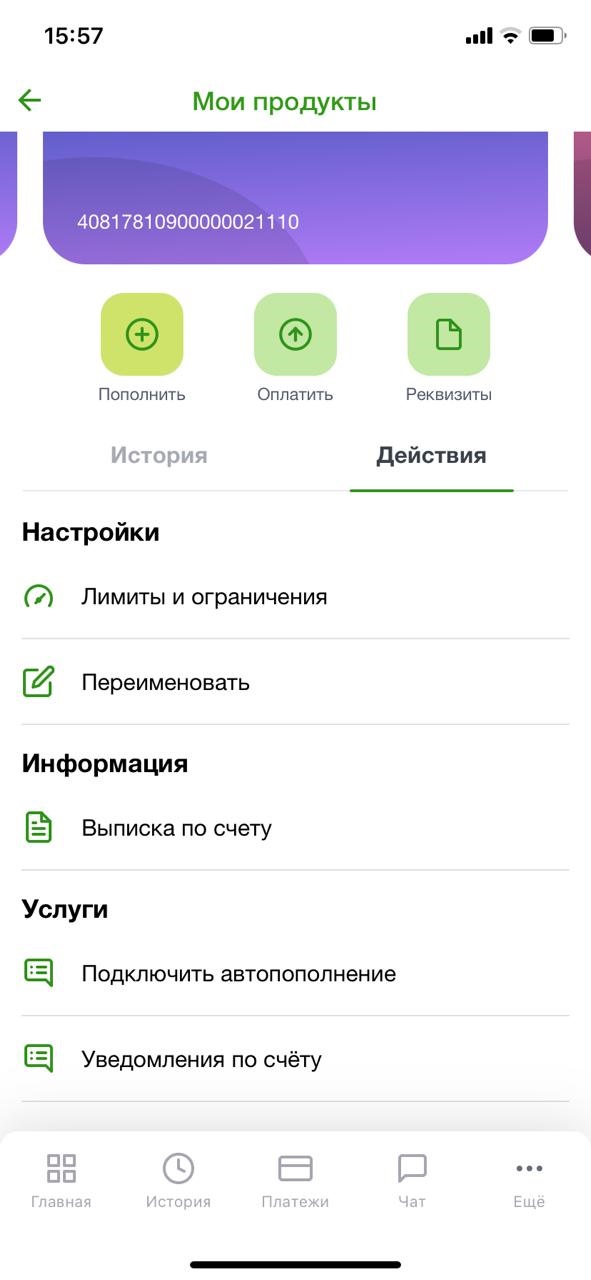 15:57
Мои продукты
40817810900000021110
Пополнить
Оплатить
Реквизиты
История
Действия
Настройки
Лимиты и ограничения
Переименовать
Информация
Выписка по счету
Услуги
Подключить автопополнение
Уведомления по счёту
Главная
История
Платежи
Чат
Ещё